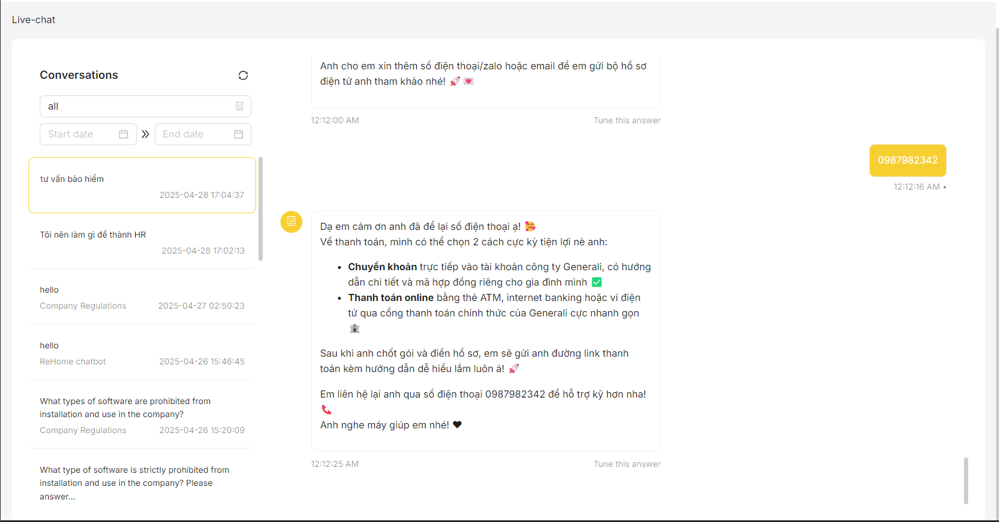 Live-chat
Conversations
all
Start date
End date
tư vấn bảo hiểm
2025-04-28 17:04:37
Tôi nên làm gì để thành HR
2025-04-28 17:02:13
hello
Company Regulations 2025-04-27 02:50:23
hello
ReHome chatbot 2025-04-26 15:46:45
What types of software are prohibited from
installation and use in the company?
Company Regulations 2025-04-26 15:20:09
What type of software is strictly prohibited from
installation and use in the company? Please
answer...
Anh cho em xin thêm số điện thoại/zalo hoặc email để em gửi bộ hồ sơ
điện tử anh tham khảo nhé! 🚀 💌
12:12:00 AM Tune this answer
0987982342
12:12:16 AM •
Dạ em cảm ơn anh đã để lại số điện thoại ạ! 🥰
Về thanh toán, mình có thể chọn 2 cách cực kỳ tiện lợi nè anh:
• Chuyển khoản trực tiếp vào tài khoản công ty Generali, có hướng
dẫn chi tiết và mã hợp đồng riêng cho gia đình mình ✅
• Thanh toán online bằng thẻ ATM, internet banking hoặc ví điện
tử qua cổng thanh toán chính thức của Generali cực nhanh gọn
🏦
Sau khi anh chốt gói và điền hồ sơ, em sẽ gửi anh đường link thanh
toán kèm hướng dẫn dễ hiểu lắm luôn á! 🚀
Em liên hệ lại anh qua số điện thoại 0987982342 để hỗ trợ kỹ hơn nha!
📞
Anh nghe máy giúp em nhé! ❤
12:12:25 AM Tune this answer